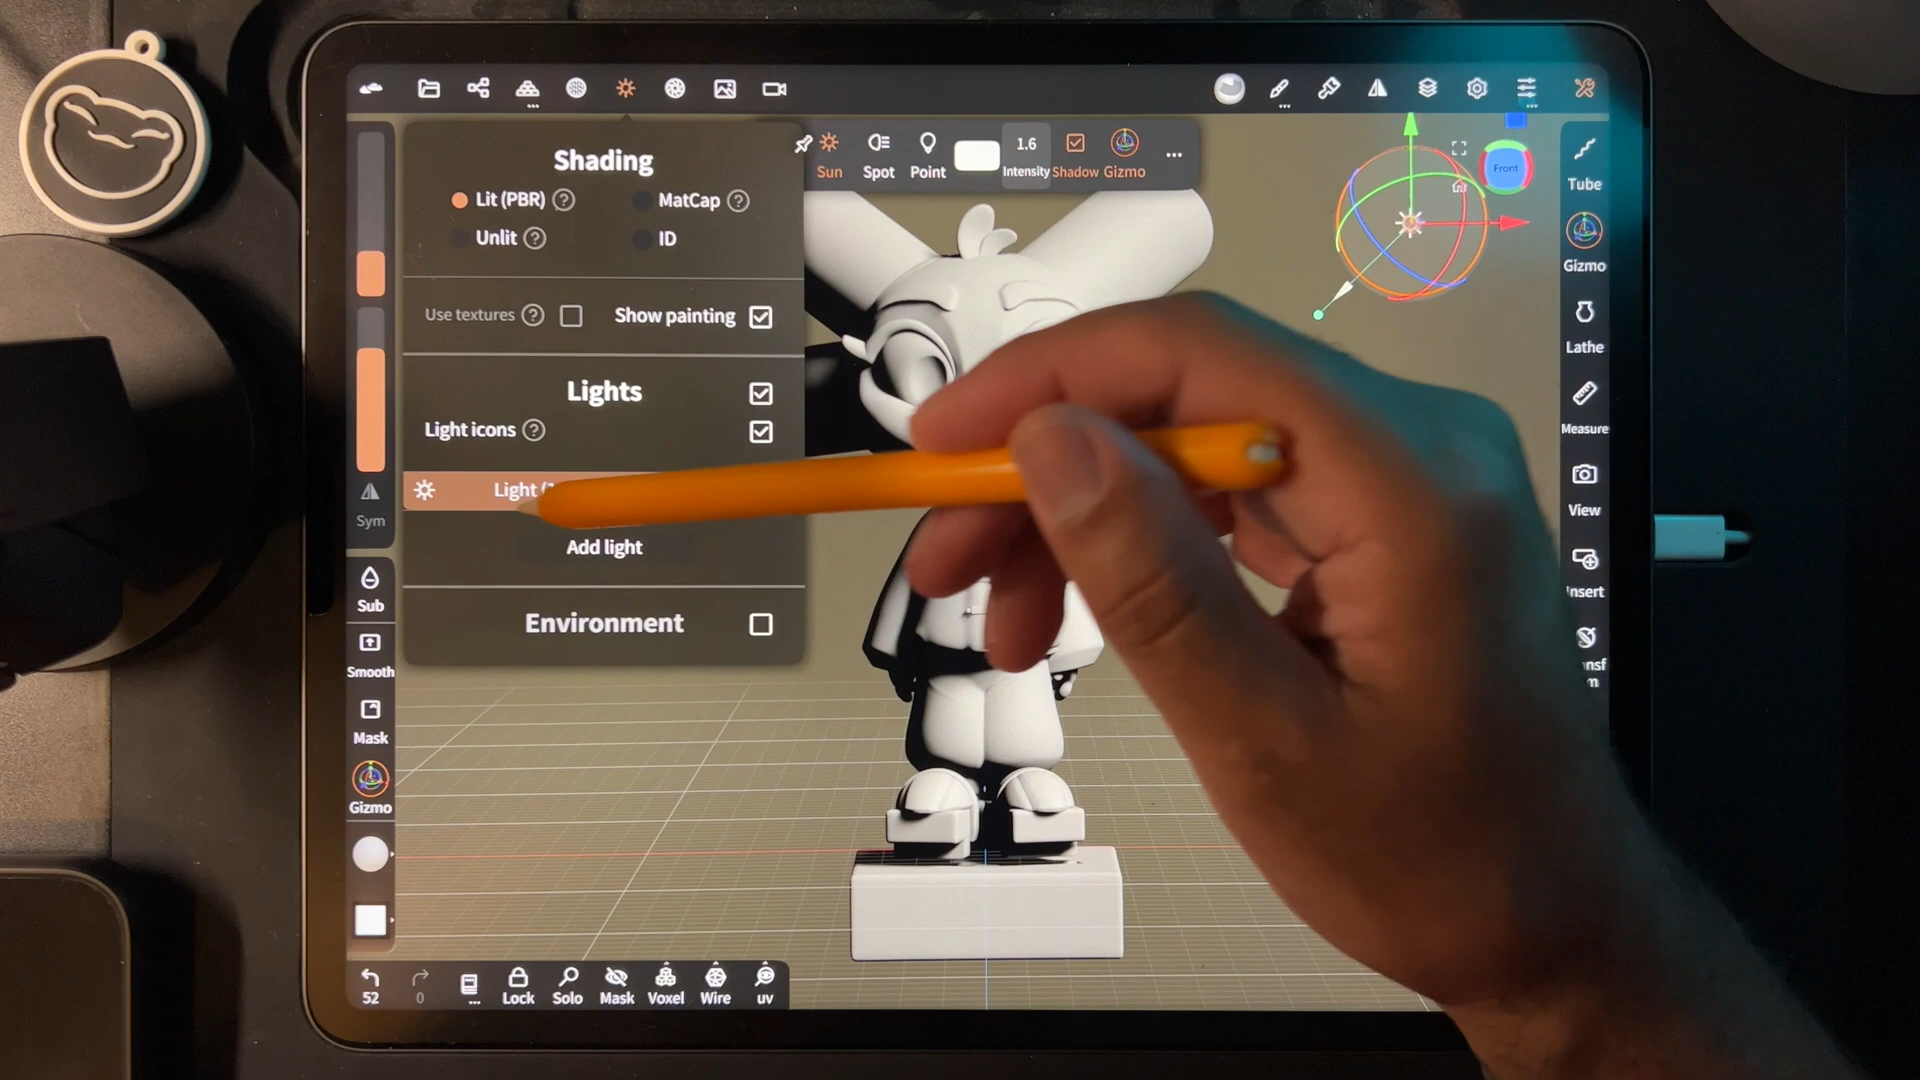 Shading
Lit (PBR) ?
MatCap ?
Unlit ?
ID
Use textures ?
Show painting
Lights
Light icons ?
Light (
Add light
Environment
Sun
Spot
Point
1.6
Intensity
Shadow
Gizmo
...
Front
Sym
Sub
Smooth
Mask
Gizmo
52
0
...
Lock
Solo
Mask
Voxel
Wire
uv
Tube
Gizmo
Lathe
Measure
View
Insert